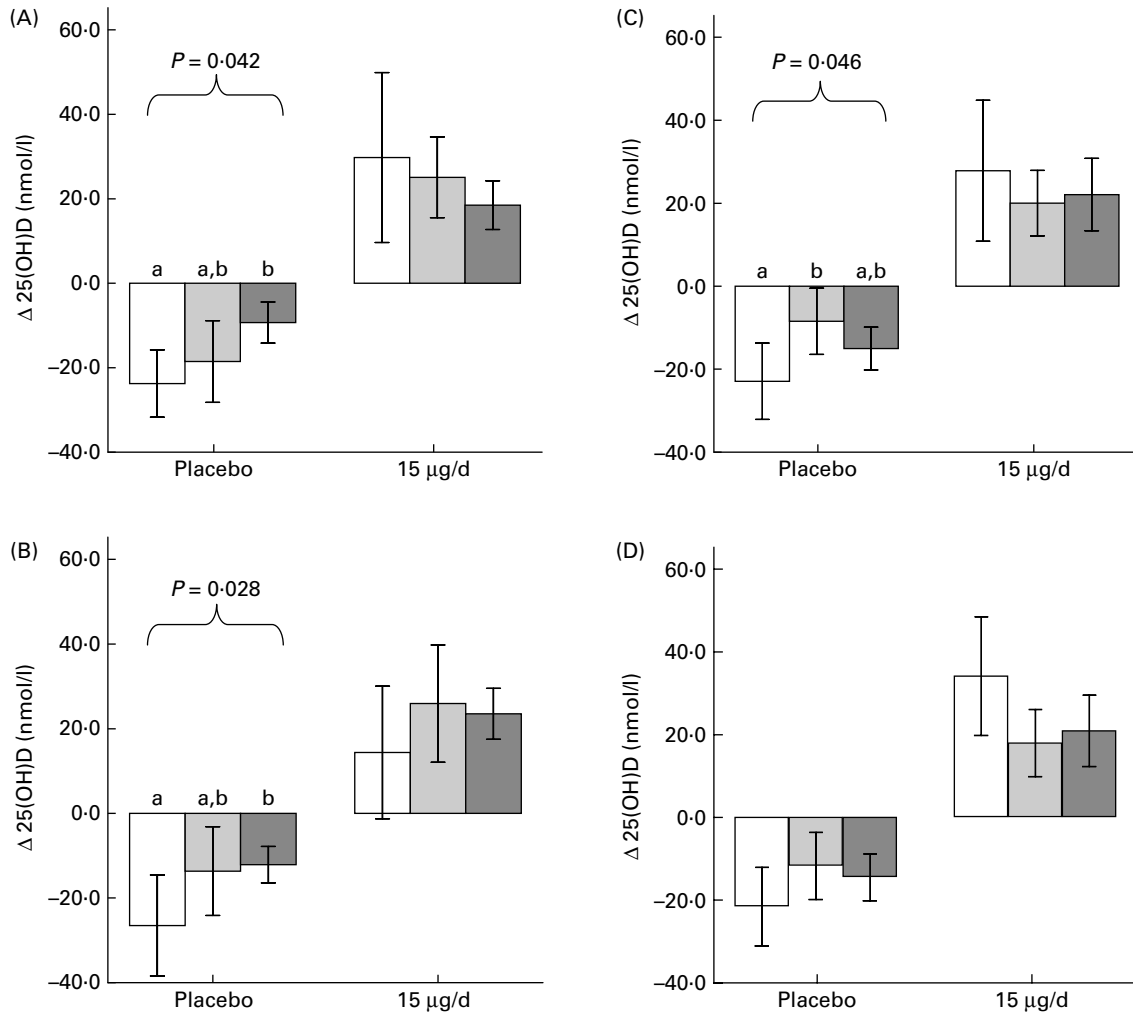 (A)
60·0
P = 0·042
40·0
20·0
0·0
−20·0
−40·0
Δ 25(OH)D (nmol/l)
a a,b b
Placebo 15 μg/d
(C)
60·0
P = 0·046
40·0
20·0
0·0
−20·0
−40·0
Δ 25(OH)D (nmol/l)
a b a,b
Placebo 15 μg/d
(B)
60·0
P = 0·028
40·0
20·0
0·0
−20·0
−40·0
Δ 25(OH)D (nmol/l)
a a,b b
Placebo 15 μg/d
(D)
60·0
40·0
20·0
0·0
−20·0
−40·0
Δ 25(OH)D (nmol/l)
Placebo 15 μg/d